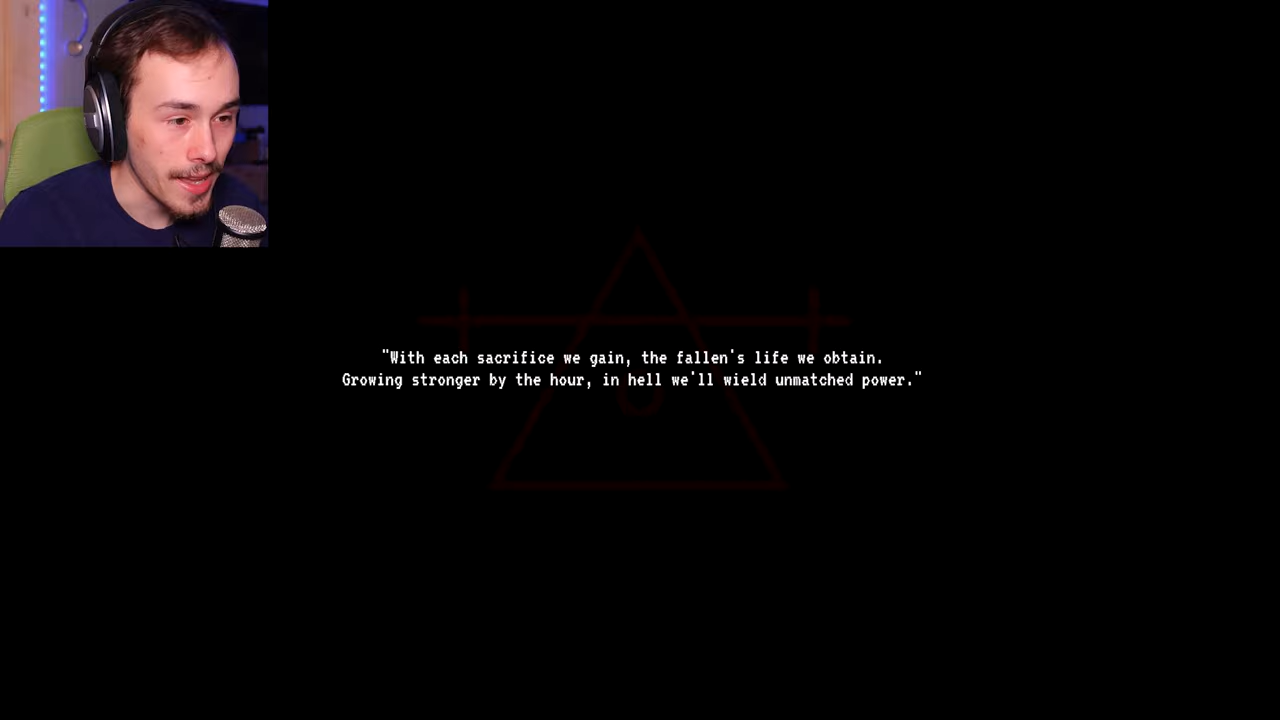 "With each sacrifice we gain, the fallen's life we obtain.
Growing stronger by the hour, in hell we'll wield unmatched power."